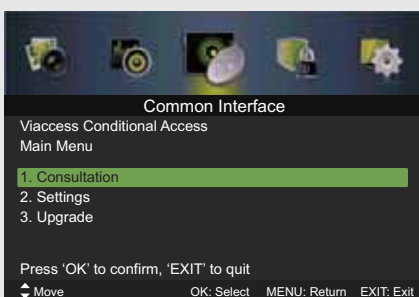 Common Interface
Viaccess Conditional Access
Main Menu
1. Consultation
2. Settings
3. Upgrade
Press ‘OK’ to confirm, ‘EXIT’ to quit
Move OK: Select MENU: Return EXIT: Exit